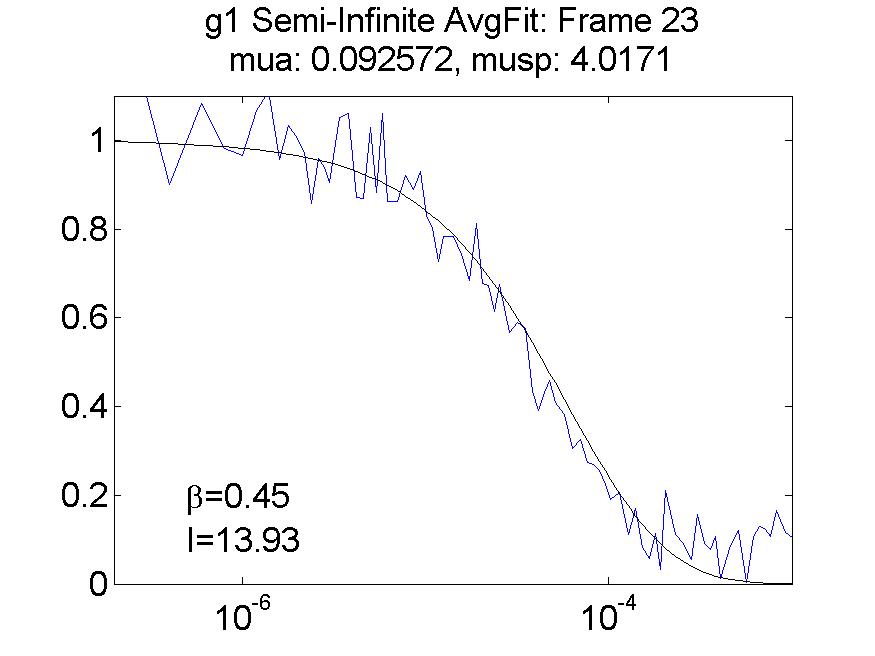 g1 Semi-Infinite AvgFit: Frame 23
mua: 0.092572, musp: 4.0171
1
0.8
0.6
0.4
0.2
0
β=0.45
I=13.93
10^-6
10^-4